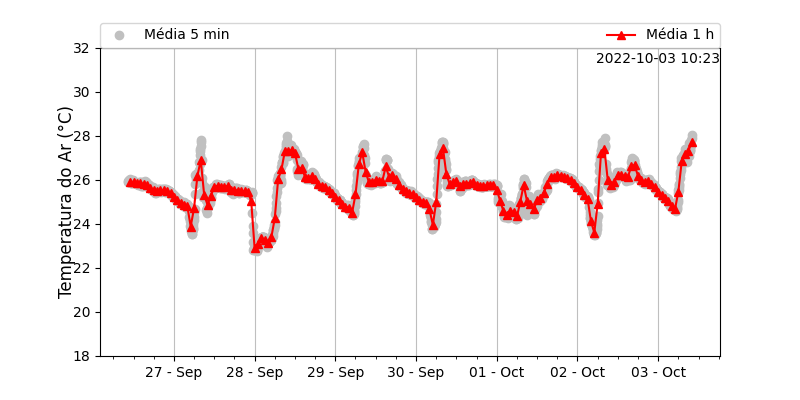 Média 5 min
Média 1 h
2022-10-03 10:23
Temperatura do Ar (°C)
32
30
28
26
24
22
20
18
27 - Sep
28 - Sep
29 - Sep
30 - Sep
01 - Oct
02 - Oct
03 - Oct